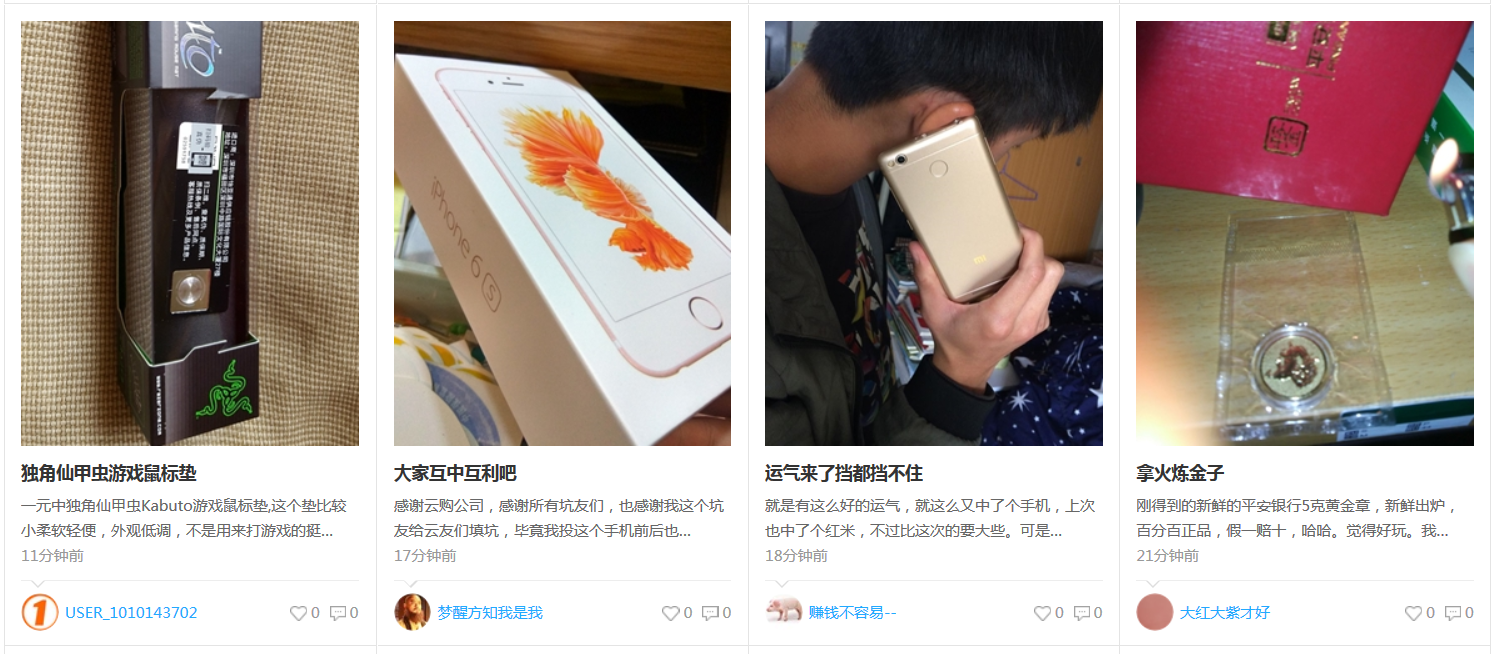 iPhone 6 S
mi
独角仙甲虫游戏鼠标垫
一元中独角仙甲虫Kabuto游戏鼠标垫,这个垫比较
小柔软轻便，外观低调，不是用来打游戏的挺...
11分钟前
USER_1010143702
0
0
大家互中互利吧
感谢云购公司，感谢所有坑友们，也感谢我这个坑
友给云友们填坑，毕竟我投这个手机前后也...
17分钟前
梦醒方知我是我
0
0
运气来了挡都挡不住
就是有这么好的运气，就这么又中了个手机，上次
也中了个红米，不过比这次的要大些。可是...
18分钟前
赚钱不容易--
0
0
拿火炼金子
刚得到的新鲜的平安银行5克黄金章，新鲜出炉，
百分百正品，假一赔十，哈哈。觉得好玩。我...
21分钟前
大红大紫才好
0
0